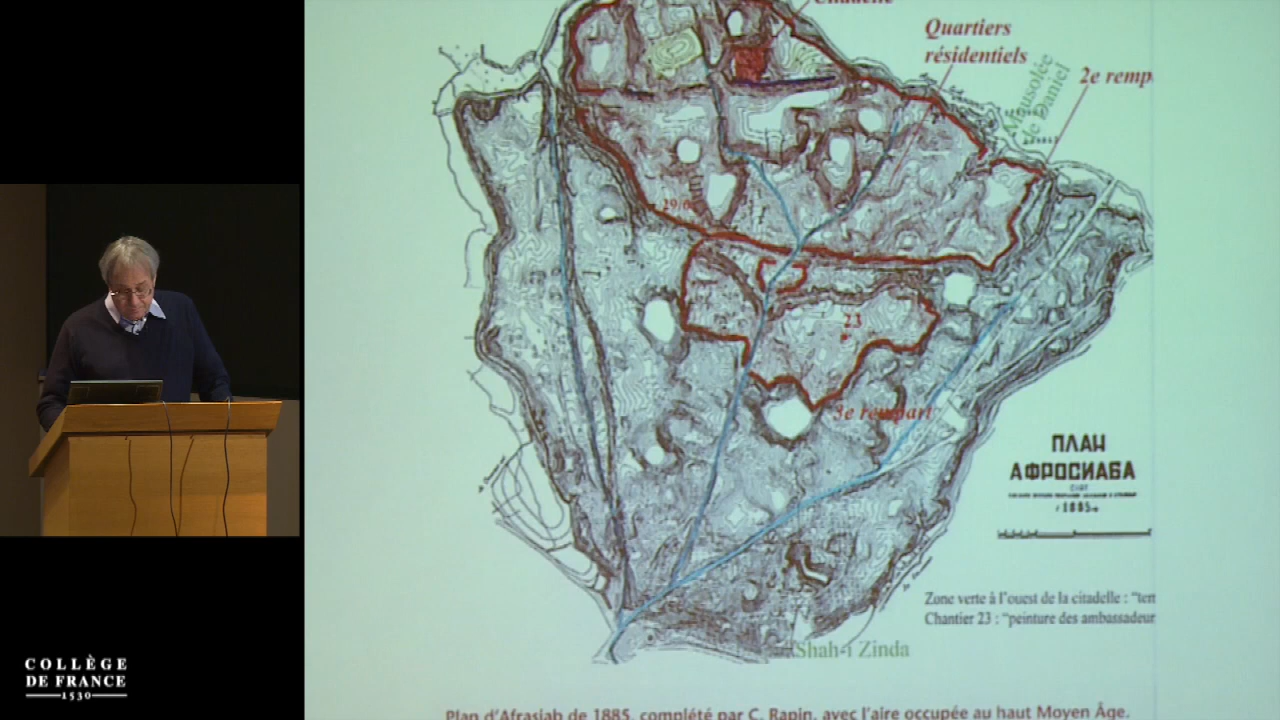 Citadelle
Quartiers
résidentiels
Mausolée
de Daniel
2e remp
23
3e rempart
ПЛАН
АФРОСИАБА
1885
Zone verte à l'ouest de la citadelle : "tem
Chantier 23 : "peinture des ambassadeur
Shah-i Zinda
Plan d'Afrasiab de 1885, complété par C. Rapin, avec l'aire occupée au haut Moyen Âge.
COLLÈGE
DE FRANCE
1530